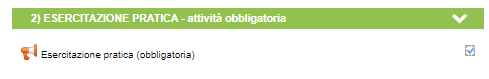 2) ESERCITAZIONE PRATICA - attività obbligatoria
Esercitazione pratica (obbligatoria)